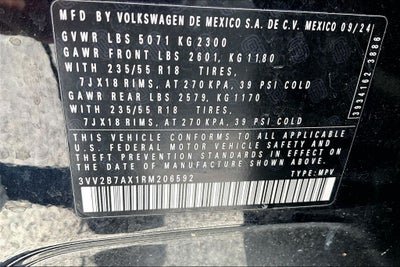 MFD BY VOLKSWAGEN DE MEXICO S.A. DE C.V. MEXICO 09/24
GVWR LBS 5071 KG 2300
GAWR FRONT LBS 2601, KG 1180
WITH 235/55 R18 TIRES,
7JX18 RIMS, AT 270 KPA, 39 PSI COLD
GAWR REAR LBS 2579, KG 1170
WITH 235/55 R18 TIRES,
7JX18 RIMS, AT 270 KPA, 39 PSI COLD
THIS VEHICLE CONFORMS TO ALL APPLICABLE
U.S. FEDERAL MOTOR VEHICLE SAFETY AND
THEFT PREVENTION STANDARDS IN EFFECT ON
THE DATE OF MANUFACTURE SHOWN ABOVE.
3VV2B7AX1RM206592 TYPE: MPV
3934162 3886